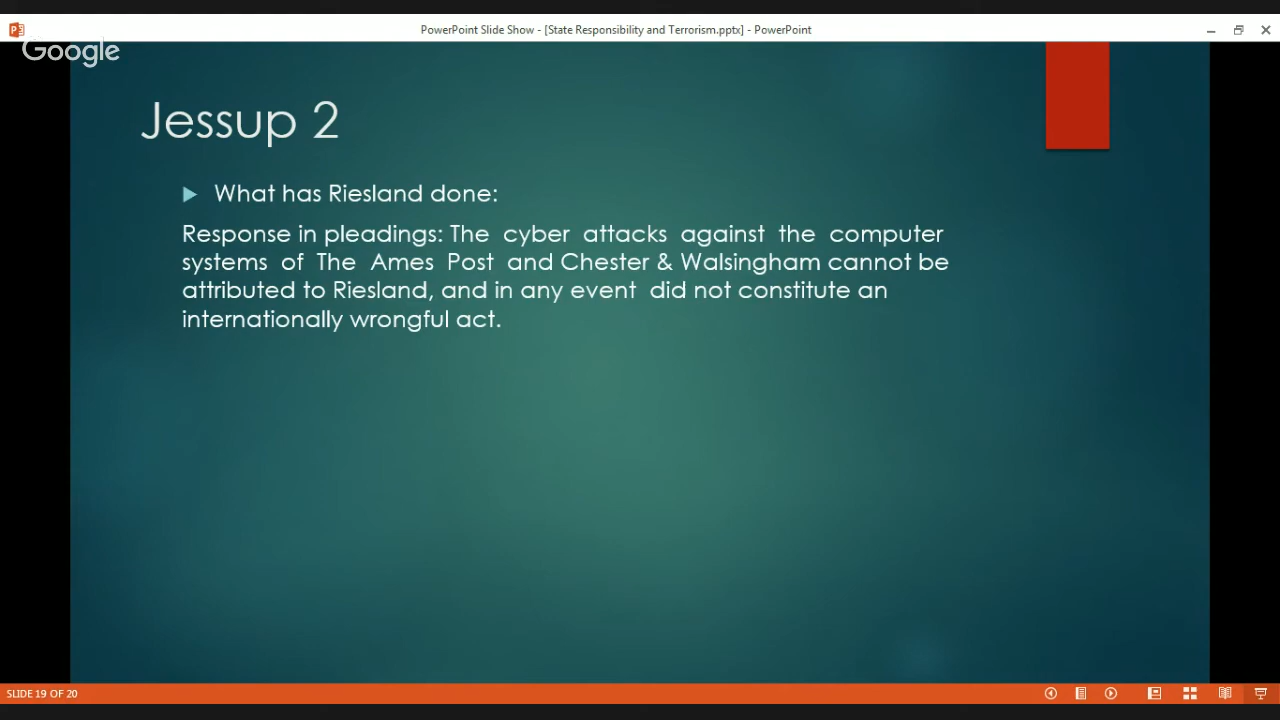 PowerPoint Slide Show - [State Responsibility and Terrorism.pptx] - PowerPoint
Google
Jessup 2
What has Riesland done:
Response in pleadings: The cyber attacks against the computer
systems of The Ames Post and Chester & Walsingham cannot be
attributed to Riesland, and in any event did not constitute an
internationally wrongful act.
SLIDE 19 OF 20